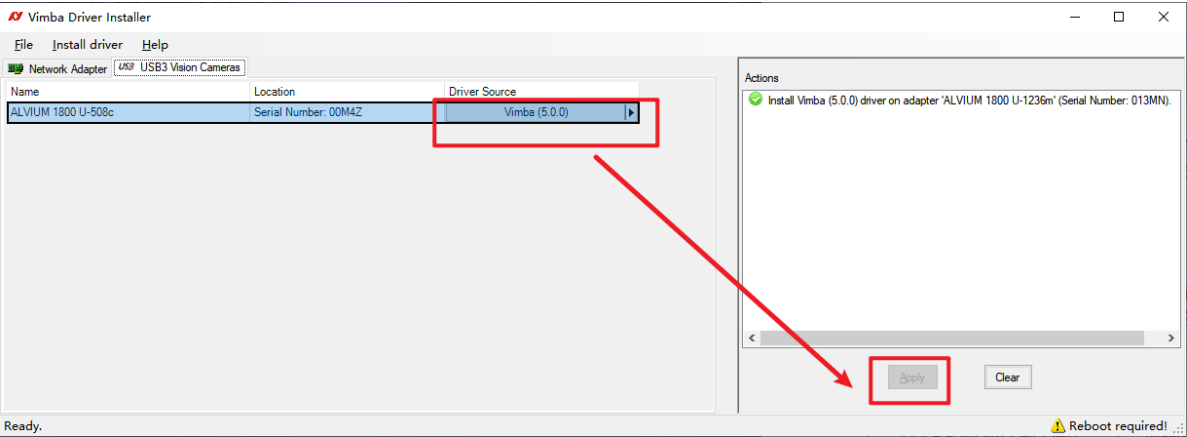 Vimba Driver Installer
File Install driver Help
Network Adapter USB USB3 Vision Cameras
Name Location Driver Source
ALVIUM 1800 U-508c Serial Number: 00M4Z Vimba (5.0.0)
Actions
Install Vimba (5.0.0) driver on adapter 'ALVIUM 1800 U-1236m' (Serial Number: 013MN).
Apply Clear
Ready. Reboot required!